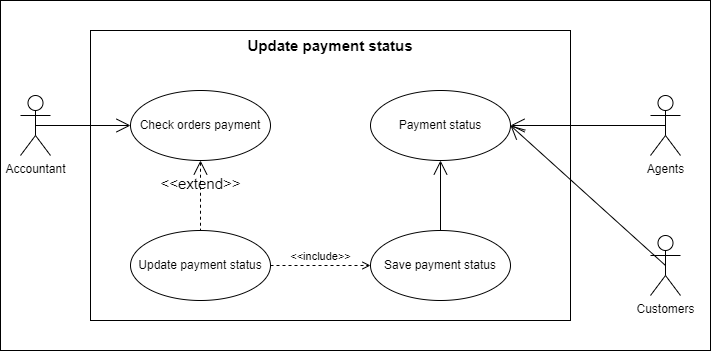 Update payment status
Check orders payment
Payment status
Accountant
Agents
<<extend>>
Update payment status
<<include>>
Save payment status
Customers